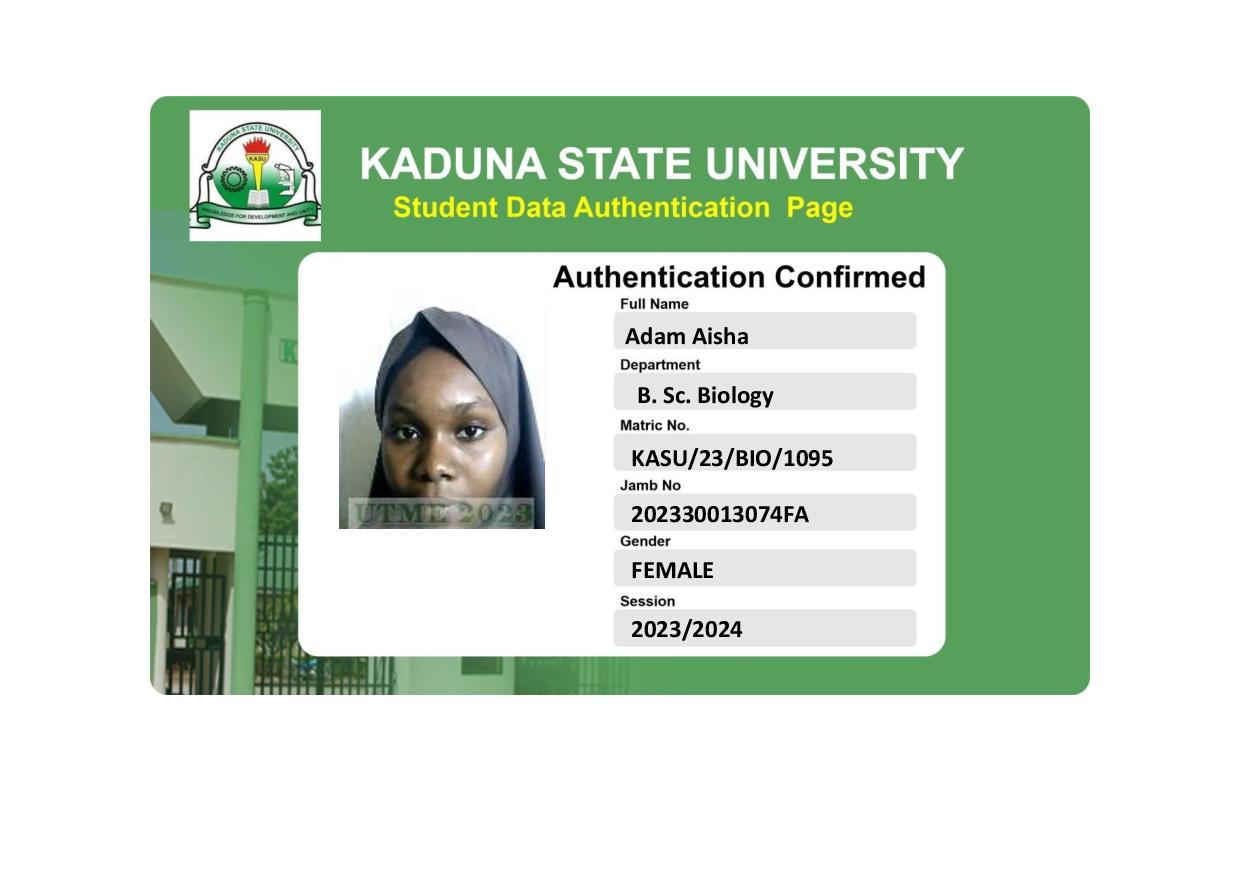 KADUNA STATE UNIVERSITY
KASU
KNOWLEDGE FOR DEVELOPMENT AND UNITY
KADUNA STATE UNIVERSITY
Student Data Authentication Page
Authentication Confirmed
Full Name
Adam Aisha
Department
B. Sc. Biology
Matric No.
KASU/23/BIO/1095
Jamb No
202330013074FA
Gender
FEMALE
Session
2023/2024
UTME 2023
K